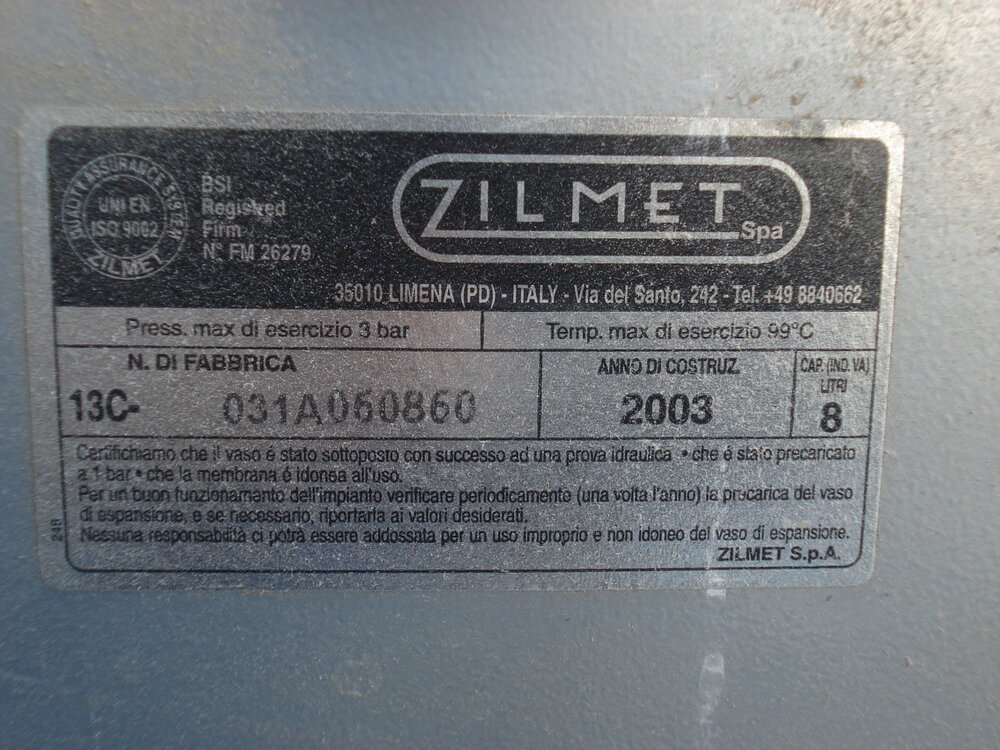 QUALITY ASSURANCE SYSTEM
UNI EN
ISO 9002
ZILMET
BSI
Registered
Firm
N° FM 26279
ZILMET
Spa
35010 LIMENA (PD) - ITALY - Via del Santo, 242 - Tel. +49 8840662
Press. max di esercizio 3 bar
Temp. max di esercizio 99°C
N. DI FABBRICA
13C- 031A060860
ANNO DI COSTRUZ.
2003
CAP. (IND. VA)
LITRI
8
Certifichiamo che il vaso é stato sottoposto con successo ad una prova idraulica • che é stato precaricato
a 1 bar • che la membrana é idonea all'uso.
Per un buon funzionamento dell'impianto verificare periodicamente (una volta l'anno) la precarica del vaso
di espansione, e se necessario, riportarla ai valori desiderati.
Nessuna responsabilità ci potrà essere addossata per un uso improprio e non idoneo del vaso di espansione.
ZILMET S.p.A.
248